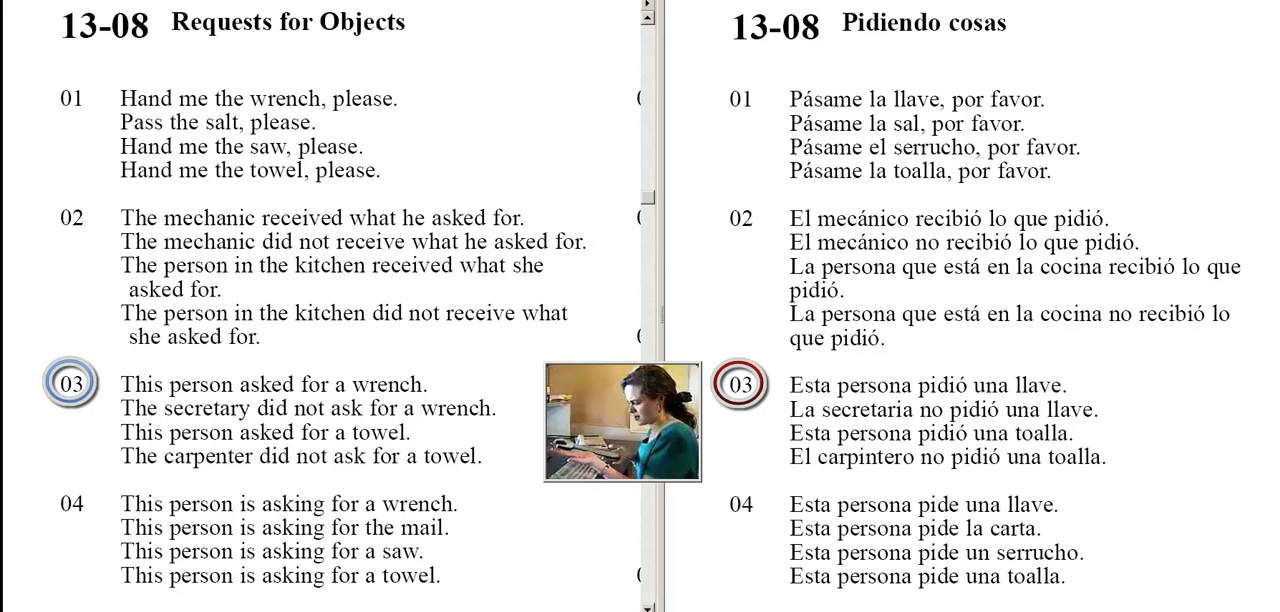 13-08 Requests for Objects
01 Hand me the wrench, please.
Pass the salt, please.
Hand me the saw, please.
Hand me the towel, please.
02 The mechanic received what he asked for.
The mechanic did not receive what he asked for.
The person in the kitchen received what she
asked for.
The person in the kitchen did not receive what
she asked for.
03 This person asked for a wrench.
The secretary did not ask for a wrench.
This person asked for a towel.
The carpenter did not ask for a towel.
04 This person is asking for a wrench.
This person is asking for the mail.
This person is asking for a saw.
This person is asking for a towel.
13-08 Pidiendo cosas
01 Pásame la llave, por favor.
Pásame la sal, por favor.
Pásame el serrucho, por favor.
Pásame la toalla, por favor.
02 El mecánico recibió lo que pidió.
El mecánico no recibió lo que pidió.
La persona que está en la cocina recibió lo que
pidió.
La persona que está en la cocina no recibió lo
que pidió.
03 Esta persona pidió una llave.
La secretaria no pidió una llave.
Esta persona pidió una toalla.
El carpintero no pidió una toalla.
04 Esta persona pide una llave.
Esta persona pide la carta.
Esta persona pide un serrucho.
Esta persona pide una toalla.